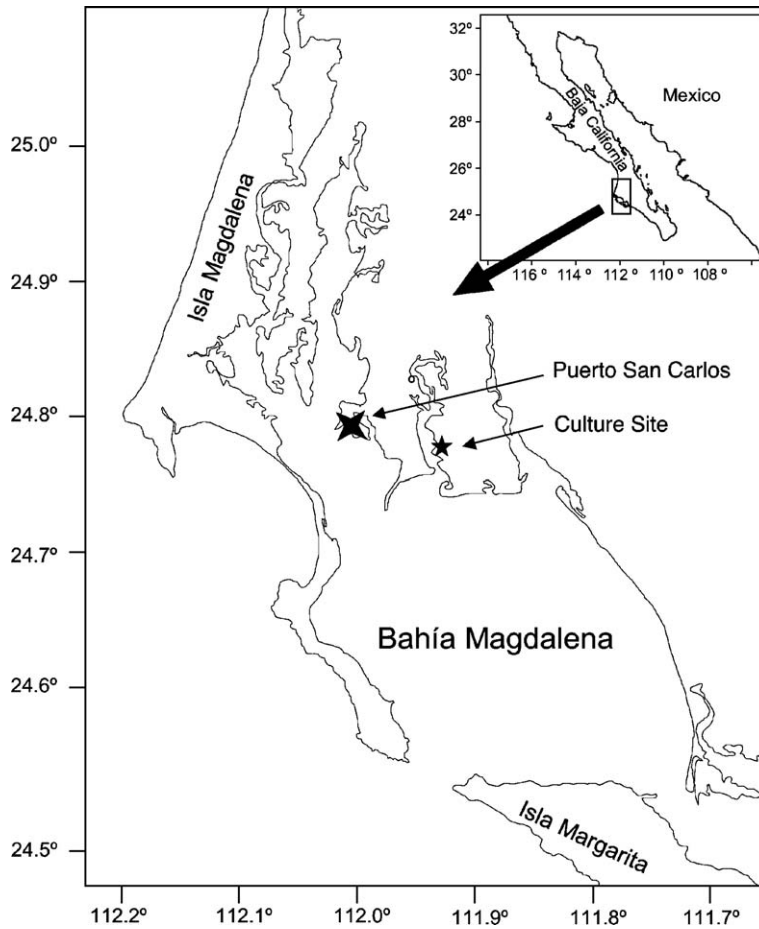 32º
30º
28º
26º
24º
116 º
114 º
112 º
110 º
108 º
Mexico
Baja California
25.0º
24.9º
24.8º
24.7º
24.6º
24.5º
Isla Magdalena
Puerto San Carlos
Culture Site
Bahía Magdalena
Isla Margarita
112.2º
112.1º
112.0º
111.9º
111.8º
111.7º